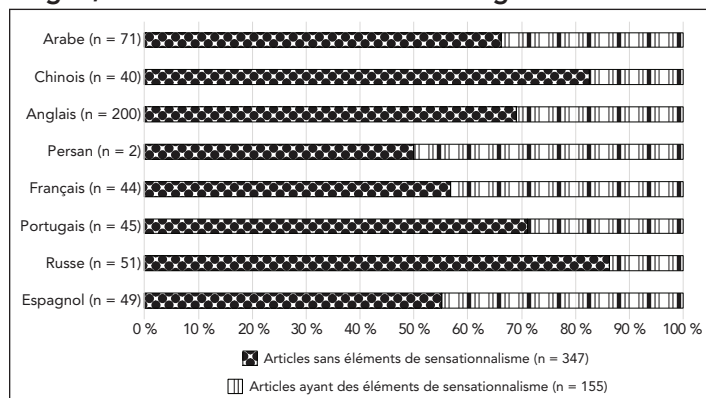 Arabe (n = 71)
Chinois (n = 40)
Anglais (n = 200)
Persan (n = 2)
Français (n = 44)
Portugais (n = 45)
Russe (n = 51)
Espagnol (n = 49)
0 % 10 % 20 % 30 % 40 % 50 % 60 % 70 % 80 % 90 % 100 %
Articles sans éléments de sensationnalisme (n = 347)
Articles ayant des éléments de sensationnalisme (n = 155)